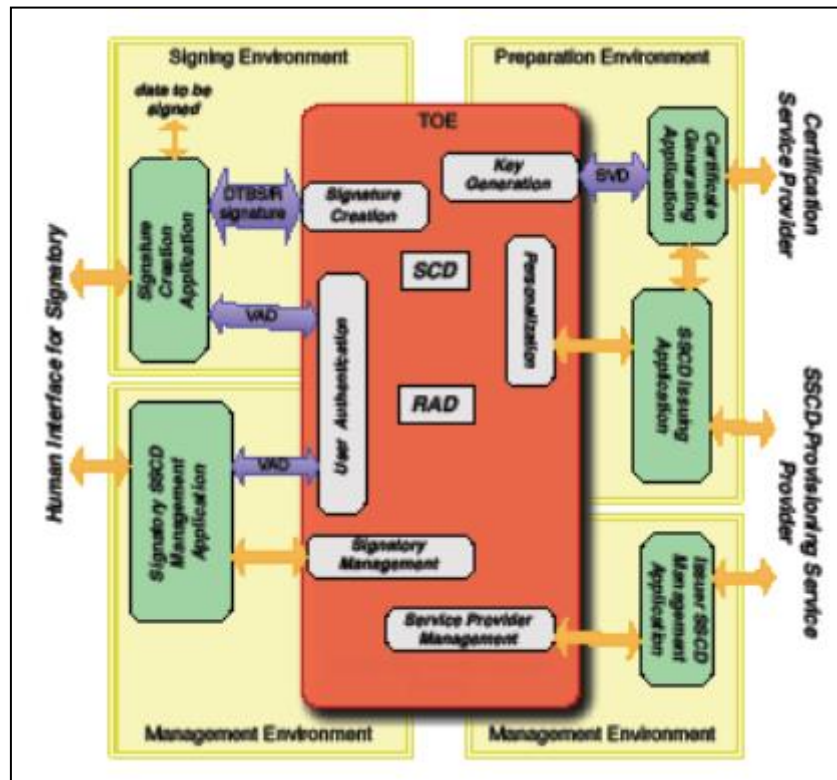 Signing Environment
Preparation Environment
data to be
signed
TOE
Key
Generation
SVD
Certificate
Generating
Application
Certification
Service Provider
Signature
Creation
Application
DTBS/R
signature
Signature
Creation
SCD
Personalization
Human Interface for Signatory
VAD
User Authentication
RAD
SSCD Issuing
Application
SSCD-Provisioning Service
Provider
Signatory SSCD
Management
Application
VAD
Signatory
Management
Service Provider
Management
Issuer SSCD
Management
Application
Management Environment
Management Environment